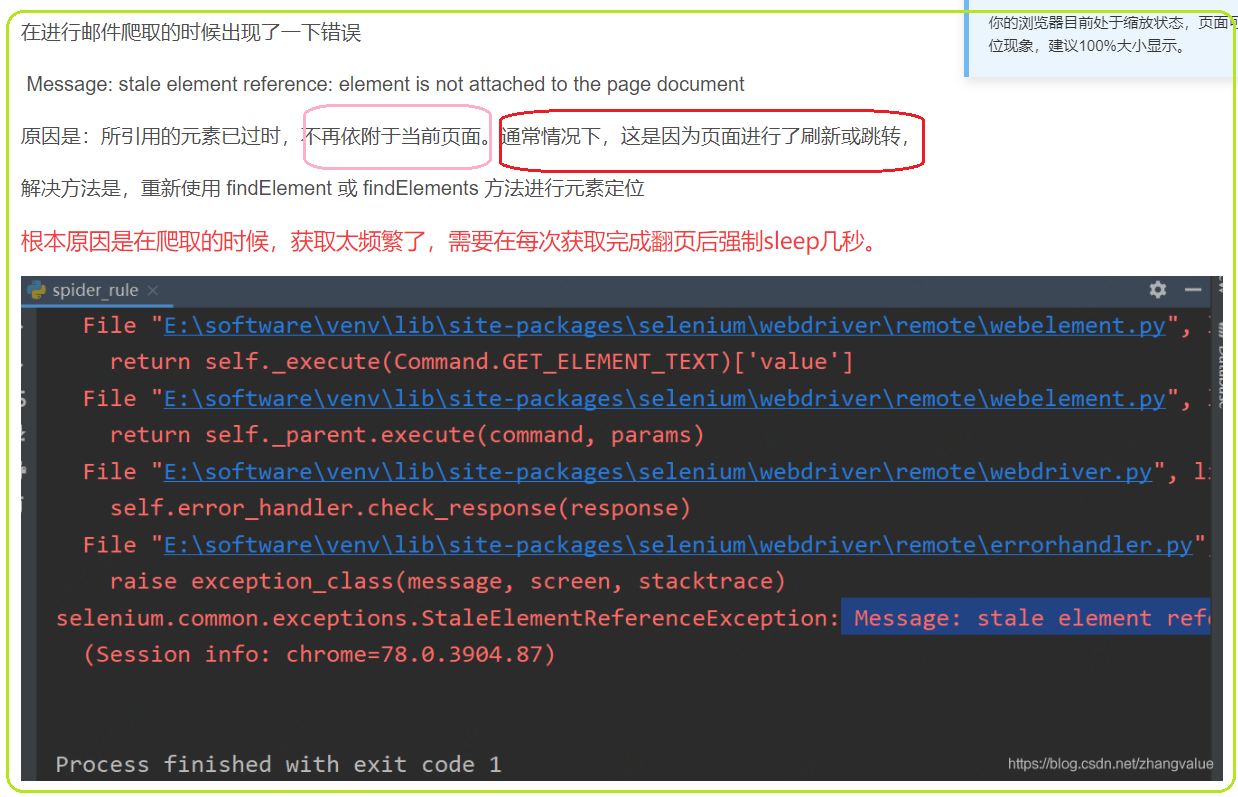 你的浏览器目前处于缩放状态，页面可
位现象，建议100%大小显示。
在进行邮件爬取的时候出现了一下错误
Message: stale element reference: element is not attached to the page document
原因是：所引用的元素已过时，不再依附于当前页面。通常情况下，这是因为页面进行了刷新或跳转，
解决方法是，重新使用 findElement 或 findElements 方法进行元素定位
根本原因是在爬取的时候，获取太频繁了，需要在每次获取完成翻页后强制sleep几秒。
spider_rule
File "E:\software\venv\lib\site-packages\selenium\webdriver\remote\webelement.py",
return self._execute(Command.GET_ELEMENT_TEXT)['value']
File "E:\software\venv\lib\site-packages\selenium\webdriver\remote\webelement.py",
return self._parent.execute(command, params)
File "E:\software\venv\lib\site-packages\selenium\webdriver\remote\webdriver.py", li
self.error_handler.check_response(response)
File "E:\software\venv\lib\site-packages\selenium\webdriver\remote\errorhandler.py"
raise exception_class(message, screen, stacktrace)
selenium.common.exceptions.StaleElementReferenceException: Message: stale element refe
(Session info: chrome=78.0.3904.87)
Process finished with exit code 1
https://blog.csdn.net/zhangvalue